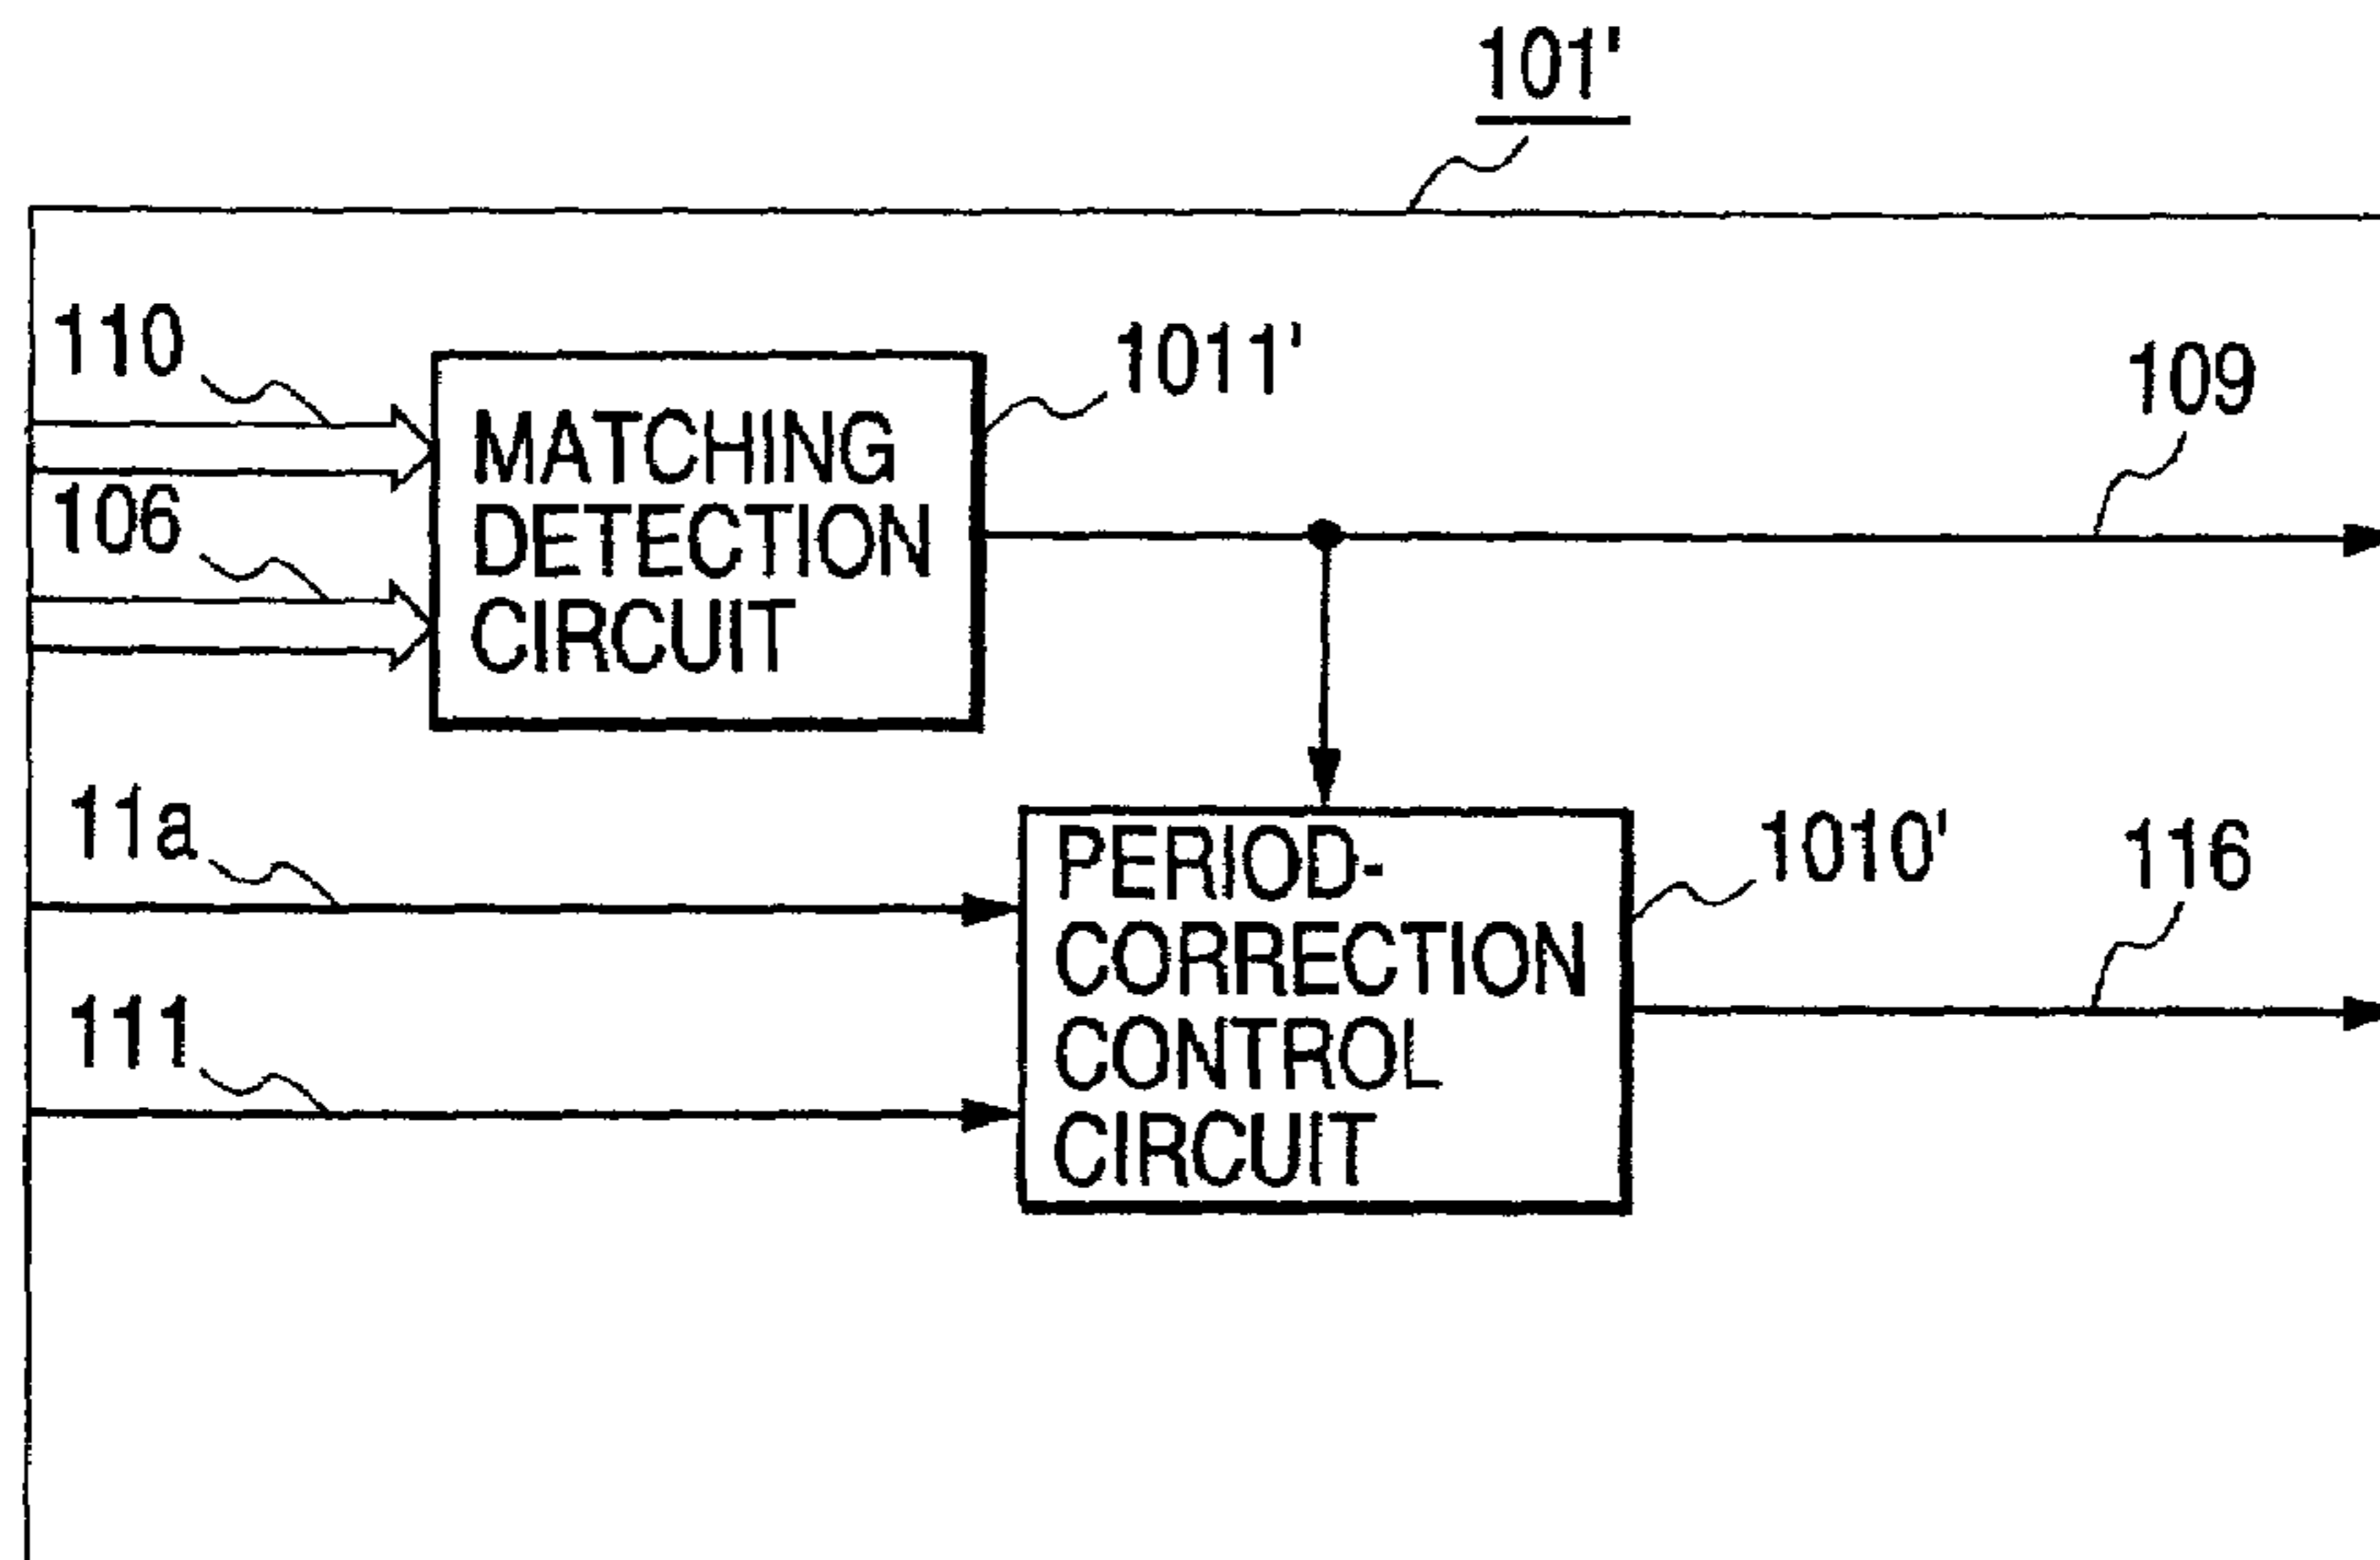 101'
110
1011'
109
MATCHING
DETECTION
CIRCUIT
106
11a
PERIOD-
CORRECTION
CONTROL
CIRCUIT
1010'
116
111